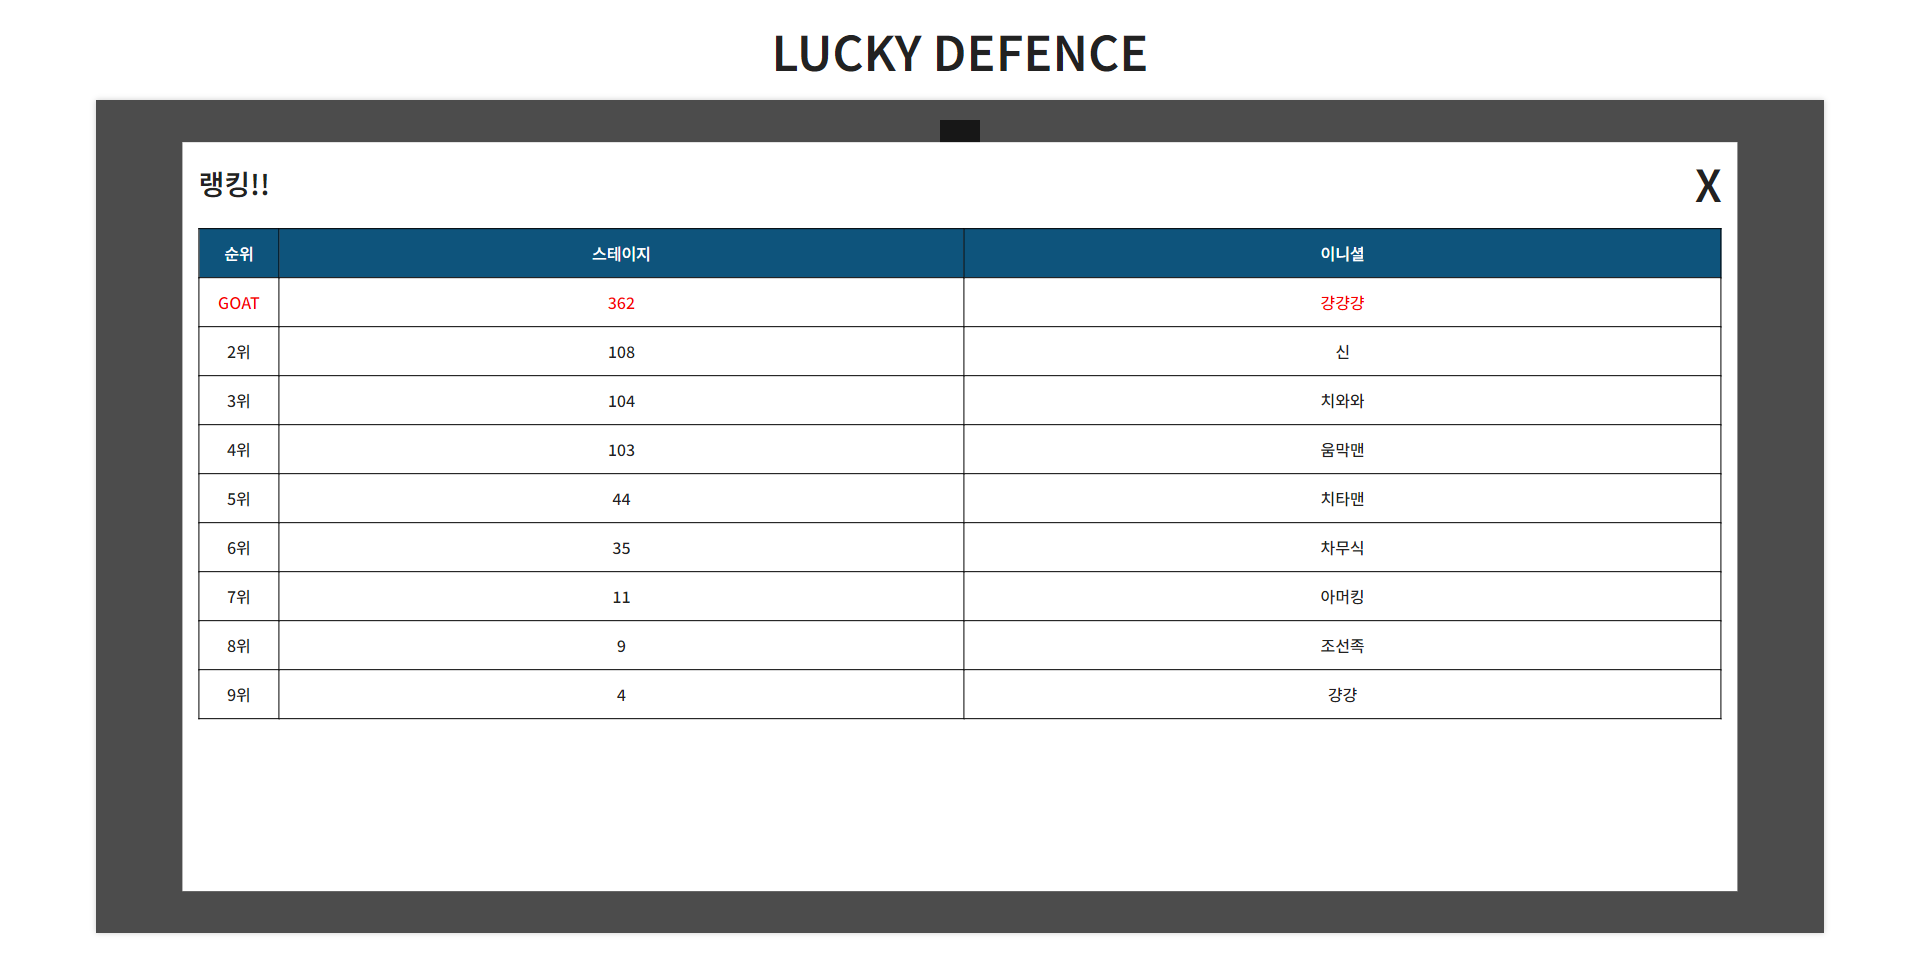 LUCKY DEFENCE
랭킹!!
X
순위 스테이지 이니셜
GOAT 362 걍걍걍
2위 108 신
3위 104 치와와
4위 103 움막맨
5위 44 치타맨
6위 35 차무식
7위 11 아머킹
8위 9 조선족
9위 4 걍걍